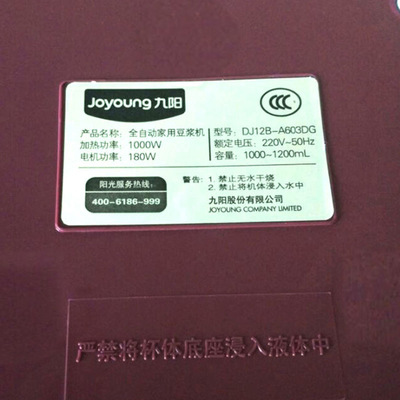 Joyoung 九阳
CCC
产品名称: 全自动家用豆浆机
型号: DJ12B-A603DG
加热功率: 1000W
额定电压: 220V~50Hz
电机功率: 180W
容量: 1000~1200mL
阳光服务热线:
400-6186-999
警告: 1. 禁止无水干烧
2. 禁止将机体浸入水中
九阳股份有限公司
JOYOUNG COMPANY LIMITED
严禁将杯体底座浸入液体中